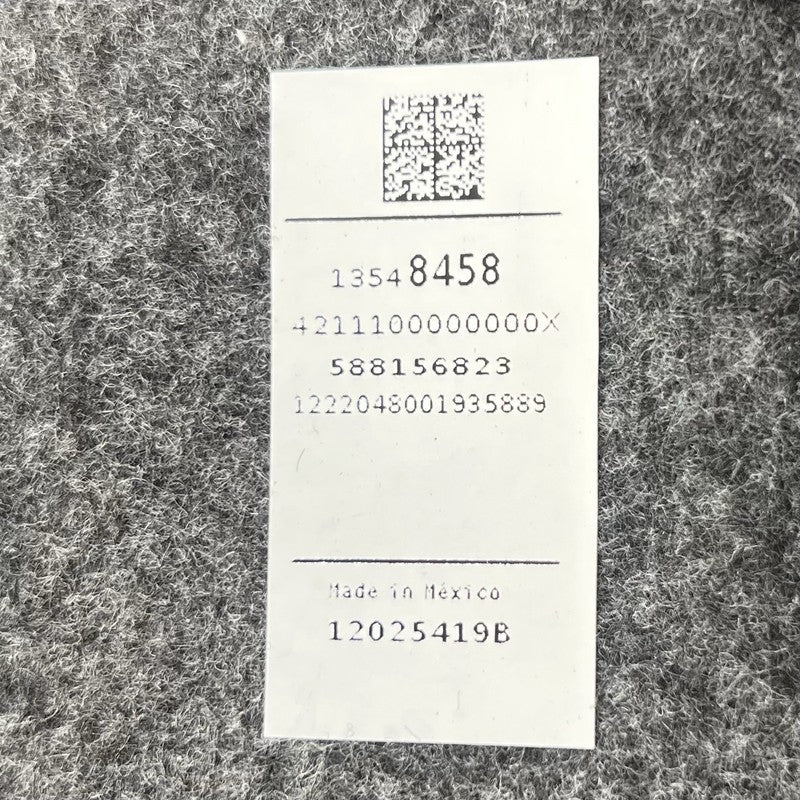 13548458
4211100000000X
588156823
1222048001935889
Made in México
12025419B